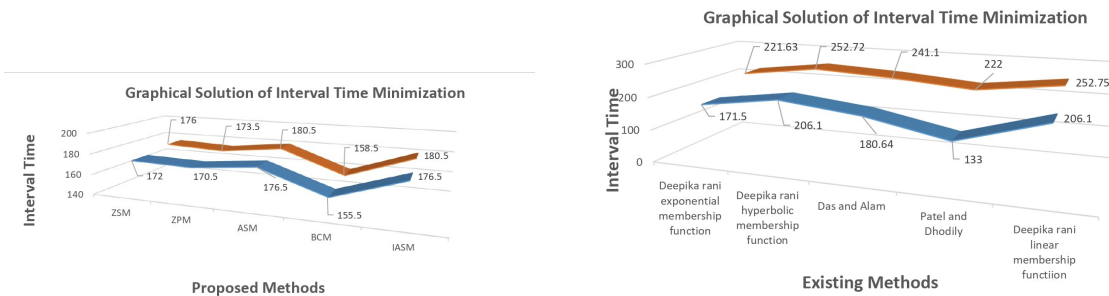 Graphical Solution of Interval Time Minimization
Interval Time
200
180
160
140
176
173.5
180.5
158.5
180.5
172
170.5
176.5
155.5
176.5
ZSM
ZPM
ASM
BCM
IASM
Proposed Methods
Graphical Solution of Interval Time Minimization
Interval Time
300
200
100
0
221.63
252.72
241.1
222
252.75
171.5
206.1
180.64
133
206.1
Deepika rani
exponential
membership
function
Deepika rani
hyperbolic
membership
function
Das and Alam
Patel and
Dhodily
Deepika rani
linear
membership
functiion
Existing Methods